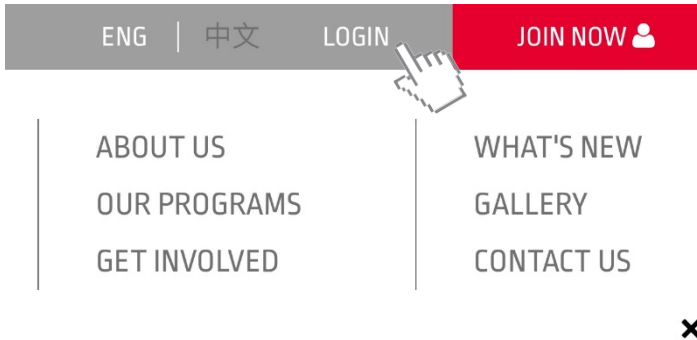 ENG | 中文 LOGIN JOIN NOW
ABOUT US
OUR PROGRAMS
GET INVOLVED
WHAT'S NEW
GALLERY
CONTACT US